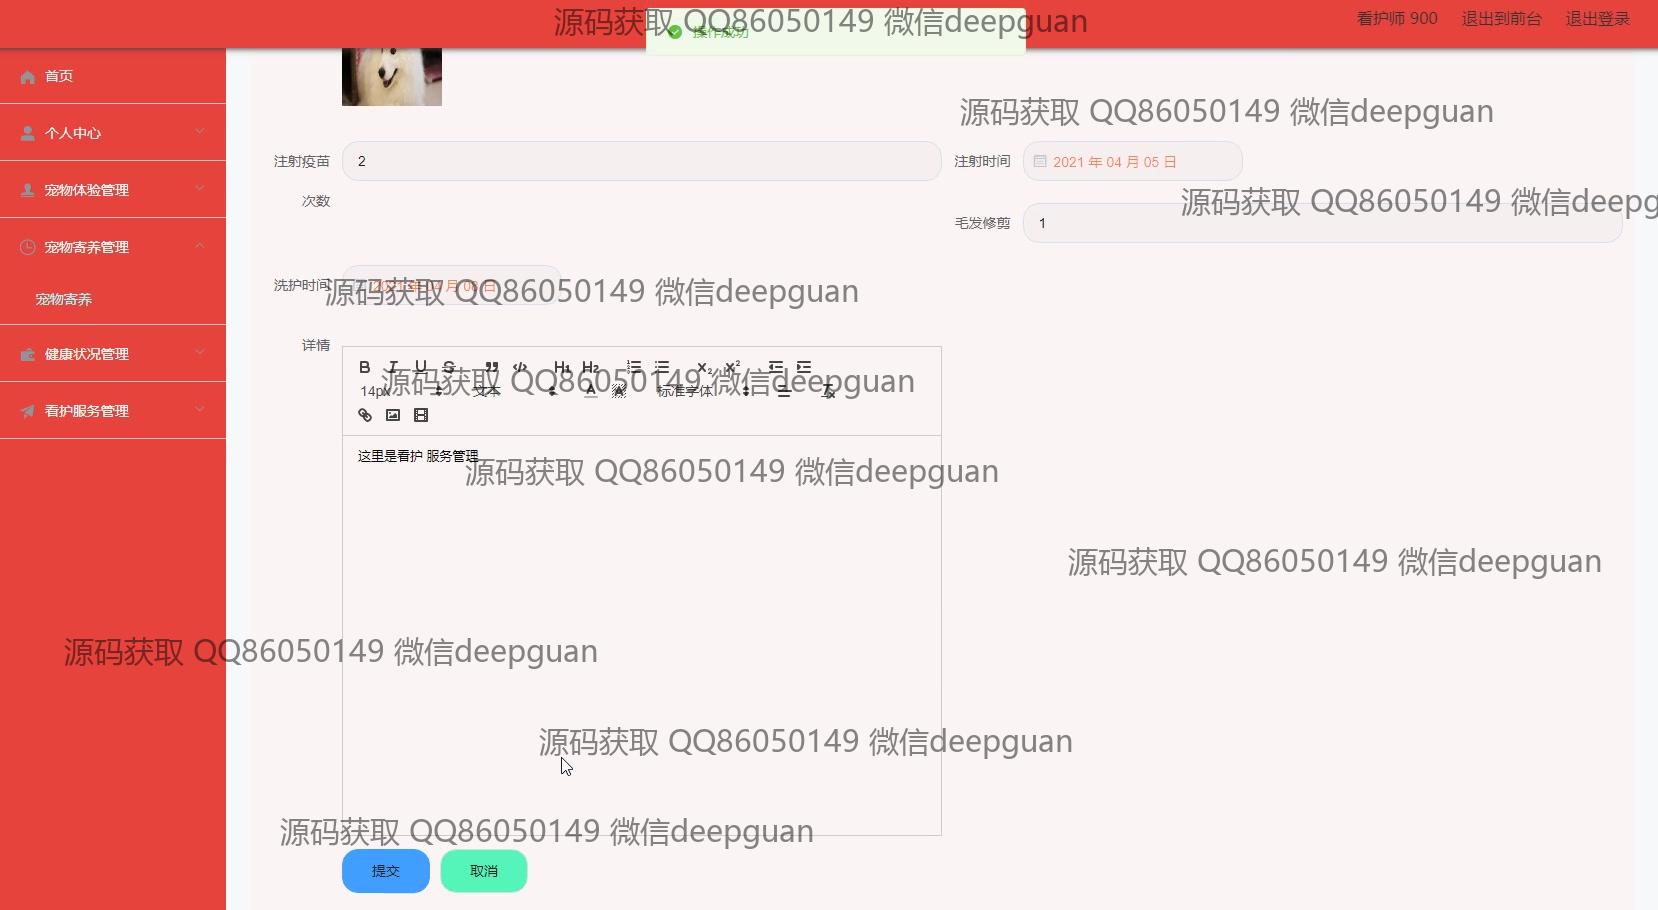 源码获取 QQ86050149 微信deepguan
操作成功
看护师 900 退出到前台 退出登录
首页
个人中心
宠物体验管理
宠物寄养管理
宠物寄养
健康状况管理
看护服务管理
源码获取 QQ86050149 微信deepguan
注射疫苗次数 2
注射时间 2021 年 04 月 05 日
源码获取 QQ86050149 微信deepg
毛发修剪 1
洗护时间 2021 年 04 月 08 日
源码获取 QQ86050149 微信deepguan
详情
B I U S H1 H2 X2 X2
源码获取 QQ86050149 微信deepguan
14px 文本 A A 标准字体 Tx
这里是看护 服务管理
源码获取 QQ86050149 微信deepguan
源码获取 QQ86050149 微信deepguan
源码获取 QQ86050149 微信deepguan
源码获取 QQ86050149 微信deepguan
源码获取 QQ86050149 微信deepguan
提交 取消